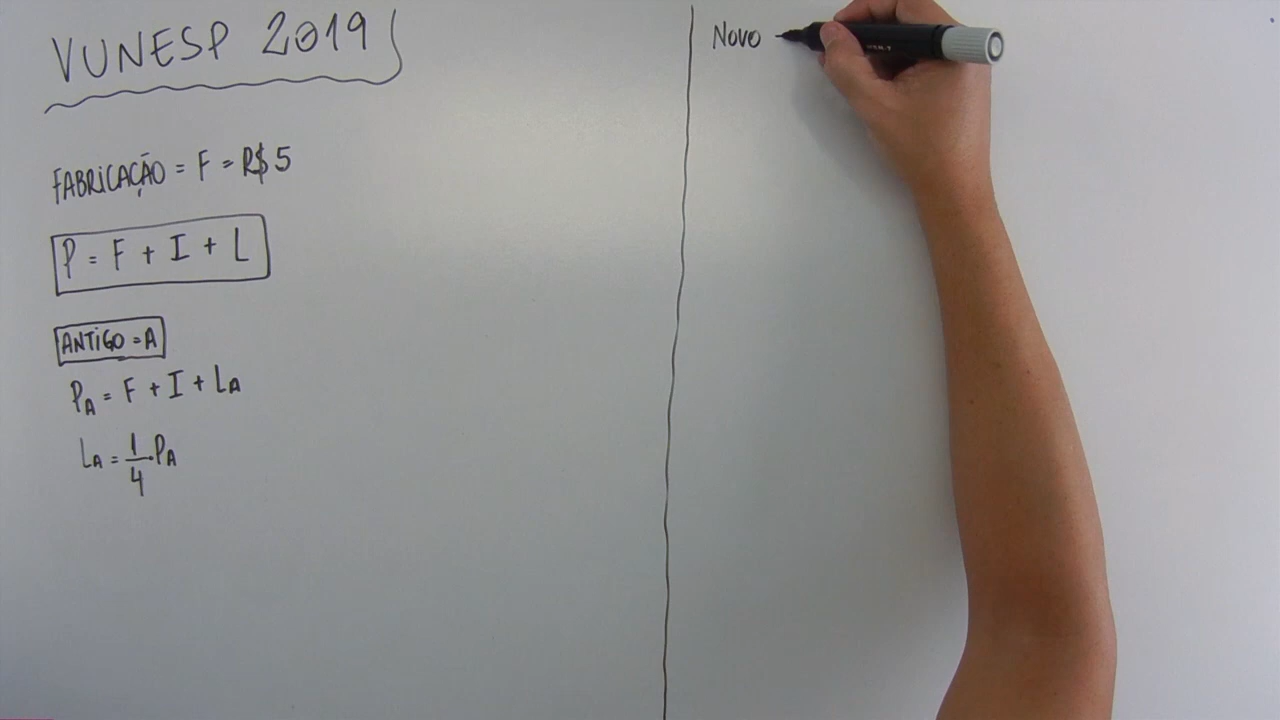 VUNESP 2019
FABRICAÇÃO = F = R$ 5
P = F + I + L
ANTIGO = A
PA = F + I + LA
LA = 1/4 · PA
Novo -